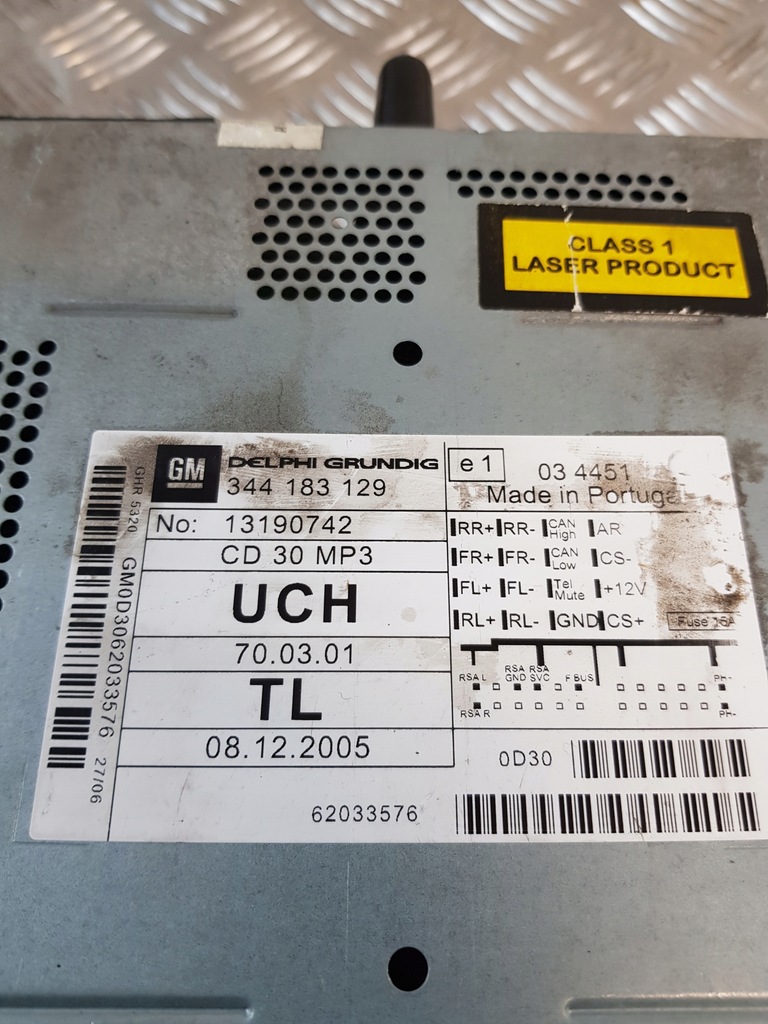 CLASS 1
LASER PRODUCT
GM
DELPHI GRUNDIG
344 183 129
e1
03 4451
Made in Portugal
No: 13190742
CD 30 MP3
UCH
70.03.01
TL
08.12.2005
RR+ RR- CAN High AR
FR+ FR- CAN Low CS-
FL+ FL- Tel Mute +12V
RL+ RL- GND CS+ Fuse 15A
RSA L RSA GND RSA SVC F BUS PH-
RSA R PH-
0D30
62033576
GHR 5320
GM0D3062033576
27/06